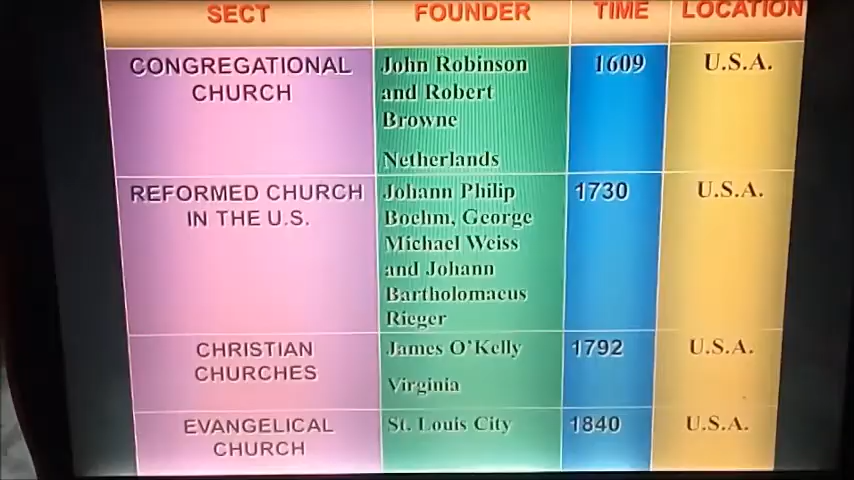 SECT FOUNDER TIME LOCATION
CONGREGATIONAL CHURCH
John Robinson and Robert Browne
Netherlands
1609
U.S.A.
REFORMED CHURCH IN THE U.S.
Johann Philip Boehm, George Michael Weiss and Johann Bartholomaeus Rieger
1730
U.S.A.
CHRISTIAN CHURCHES
James O'Kelly
Virginia
1792
U.S.A.
EVANGELICAL CHURCH
St. Louis City
1840
U.S.A.